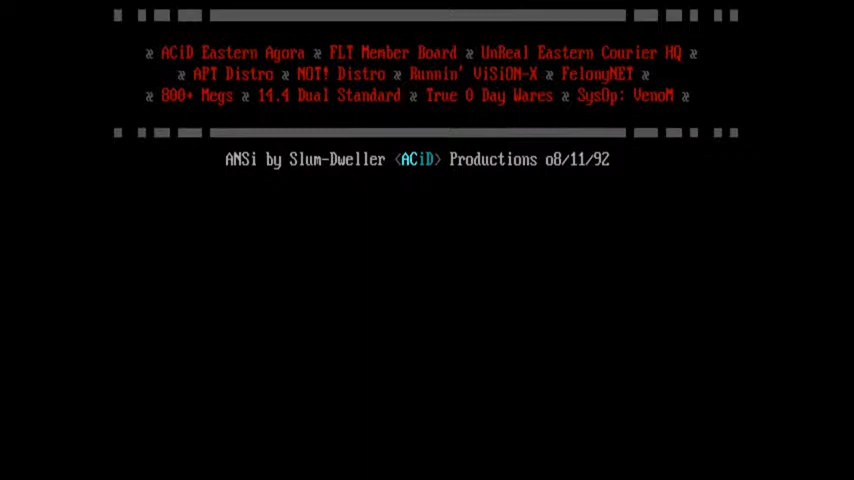 ƻ ACiD Eastern Agora ƻ FLT Member Board ƻ UnReal Eastern Courier HQ ƻ
ƻ APT Distro ƻ NOT! Distro ƻ Runnin' ViSiON-X ƻ FelonyNET ƻ
ƻ 800+ Megs ƻ 14.4 Dual Standard ƻ True 0 Day Wares ƻ SysOp: VenoM ƻ
ANSi by Slum-Dweller <ACiD> Productions o8/11/92